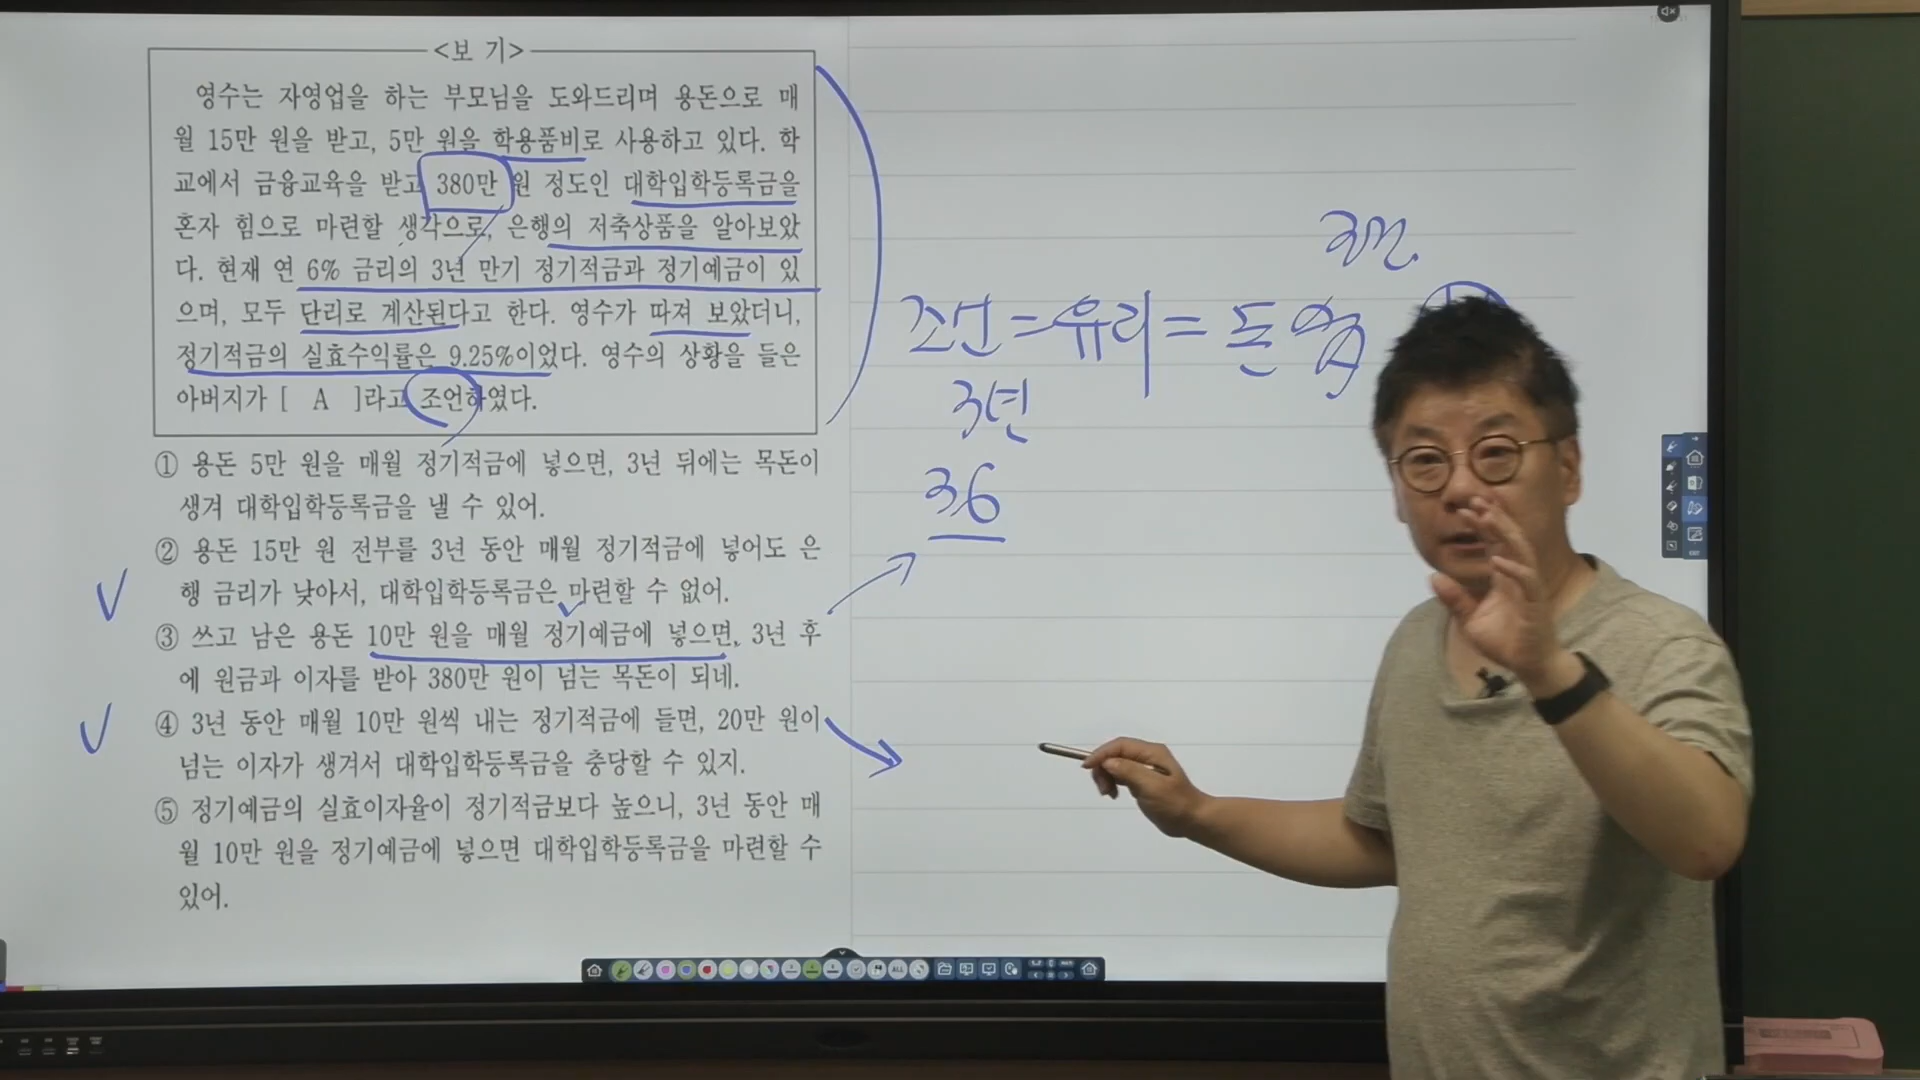 <보 기>
영수는 자영업을 하는 부모님을 도와드리며 용돈으로 매
월 15만 원을 받고, 5만 원을 학용품비로 사용하고 있다. 학
교에서 금융교육을 받고 380만 원 정도인 대학입학등록금을
혼자 힘으로 마련할 생각으로, 은행의 저축상품을 알아보았
다. 현재 연 6% 금리의 3년 만기 정기적금과 정기예금이 있
으며, 모두 단리로 계산된다고 한다. 영수가 따져 보았더니,
정기적금의 실효수익률은 9.25%이었다. 영수의 상황을 들은
아버지가 [ A ]라고 조언하였다.
① 용돈 5만 원을 매월 정기적금에 넣으면, 3년 뒤에는 목돈이
생겨 대학입학등록금을 낼 수 있어.
② 용돈 15만 원 전부를 3년 동안 매월 정기적금에 넣어도 은
행 금리가 낮아서, 대학입학등록금은 마련할 수 없어.
③ 쓰고 남은 용돈 10만 원을 매월 정기예금에 넣으면, 3년 후
에 원금과 이자를 받아 380만 원이 넘는 목돈이 되네.
④ 3년 동안 매월 10만 원씩 내는 정기적금에 들면, 20만 원이
넘는 이자가 생겨서 대학입학등록금을 충당할 수 있지.
⑤ 정기예금의 실효이자율이 정기적금보다 높으니, 3년 동안 매
월 10만 원을 정기예금에 넣으면 대학입학등록금을 마련할 수
있어.
조언=유리=돈
3년
36